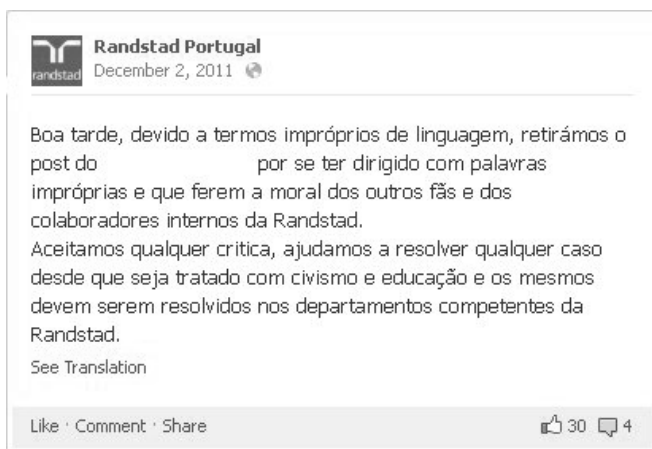 Randstad Portugal
randstad
December 2, 2011
Boa tarde, devido a termos impróprios de linguagem, retirámos o
post do por se ter dirigido com palavras
impróprias e que ferem a moral dos outros fãs e dos
colaboradores internos da Randstad.
Aceitamos qualquer critica, ajudamos a resolver qualquer caso
desde que seja tratado com civismo e educação e os mesmos
devem serem resolvidos nos departamentos competentes da
Randstad.
See Translation
Like · Comment · Share 30 4